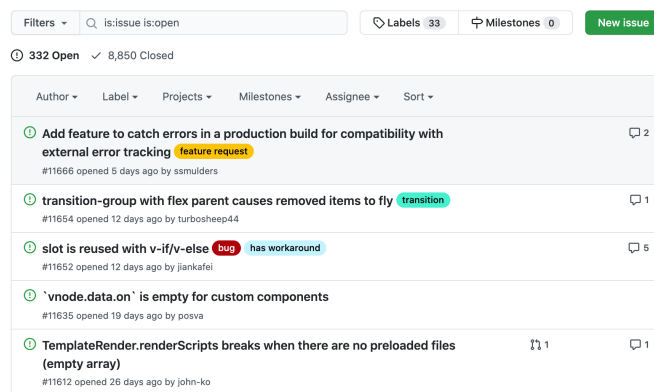 Filters is:issue is:open Labels 33 Milestones 0 New issue
332 Open 8,850 Closed
Author Label Projects Milestones Assignee Sort
Add feature to catch errors in a production build for compatibility with 2
external error tracking feature request
#11666 opened 5 days ago by ssmulders
transition-group with flex parent causes removed items to fly transition 1
#11654 opened 12 days ago by turbosheep44
slot is reused with v-if/v-else bug has workaround 5
#11652 opened 12 days ago by jiankafei
`vnode.data.on` is empty for custom components
#11635 opened 19 days ago by posva
TemplateRender.renderScripts breaks when there are no preloaded files 1 1
(empty array)
#11612 opened 26 days ago by john-ko